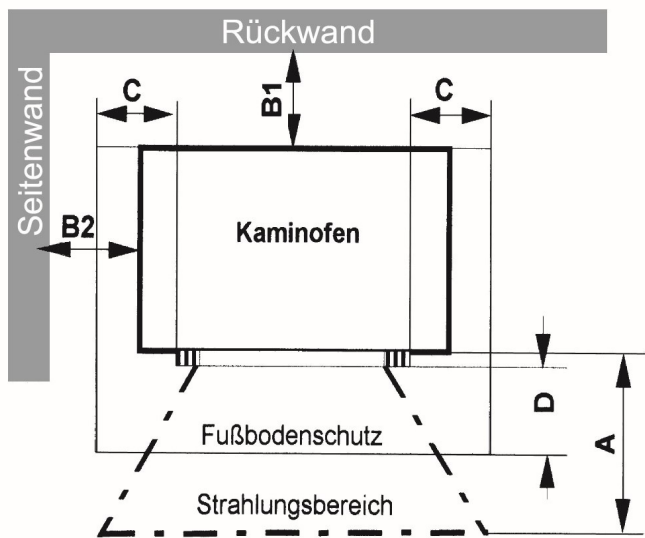 Rückwand
Seitenwand
C
B1
C
B2
Kaminofen
D
A
Fußbodenschutz
Strahlungsbereich